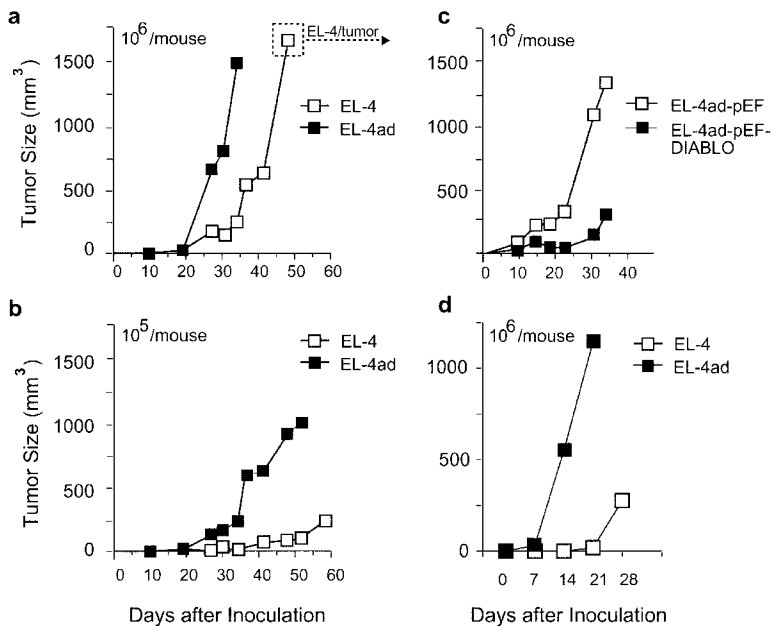 a
10⁶/mouse
EL-4/tumor
EL-4
EL-4ad
Tumor Size (mm³)
1500
1000
500
0
0 10 20 30 40 50 60
c
10⁶/mouse
EL-4ad-pEF
EL-4ad-pEF-
DIABLO
1500
1000
500
0
0 10 20 30 40
b
10⁵/mouse
EL-4
EL-4ad
Tumor Size (mm³)
1500
1000
500
0
0 10 20 30 40 50 60
Days after Inoculation
d
10⁶/mouse
EL-4
EL-4ad
1000
500
0
0 7 14 21 28
Days after Inoculation